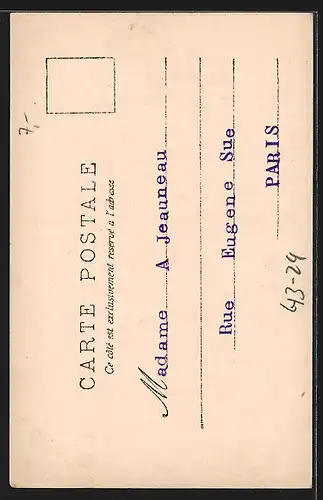 7,-
CARTE POSTALE
Ce côté est exclusivement reservé à l'adresse
Madame A Jeauneau
Rue Eugene Sue
PARIS
43-24